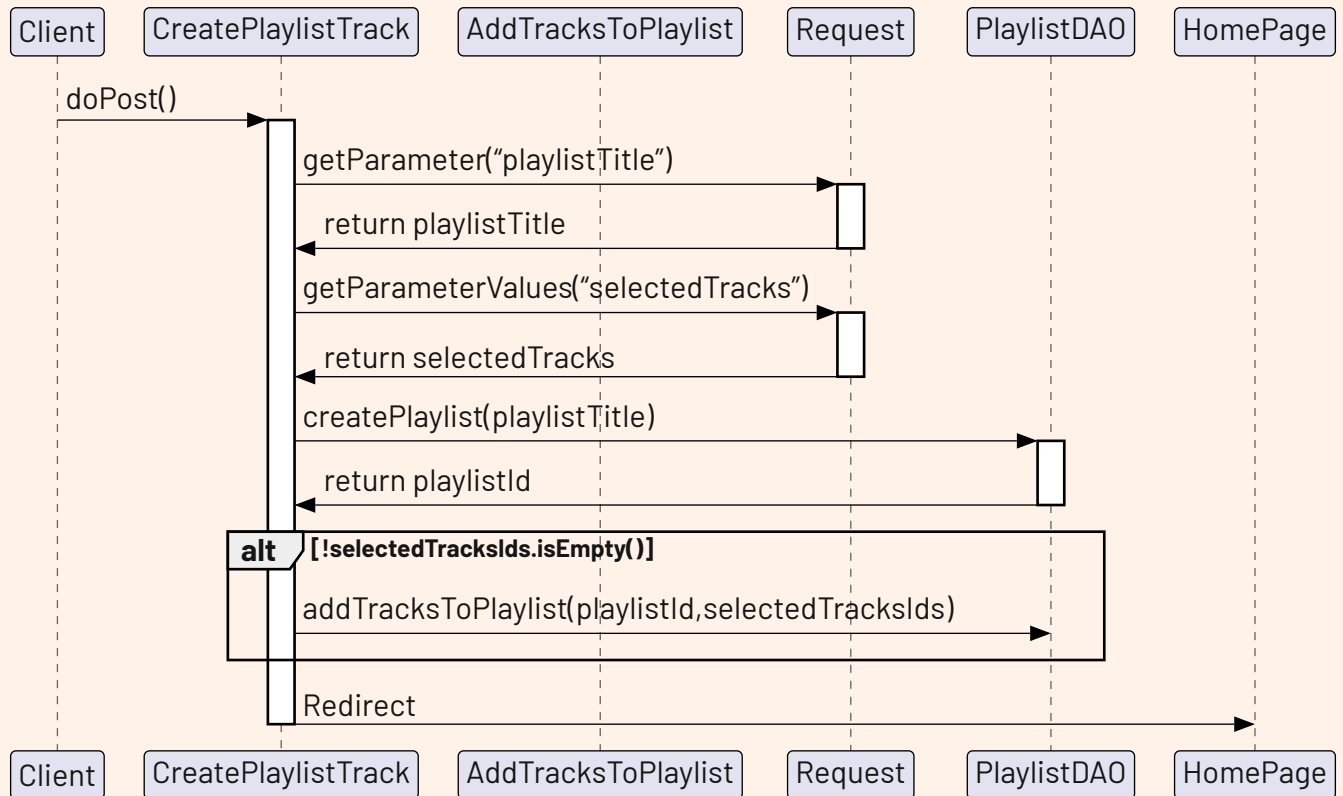 Client CreatePlaylistTrack AddTracksToPlaylist Request PlaylistDAO HomePage
doPost()
getParameter(“playlistTitle”)
return playlistTitle
getParameterValues(“selectedTracks”)
return selectedTracks
createPlaylist(playlistTitle)
return playlistId
alt [!selectedTracksIds.isEmpty()]
addTracksToPlaylist(playlistId,selectedTracksIds)
Redirect
Client CreatePlaylistTrack AddTracksToPlaylist Request PlaylistDAO HomePage